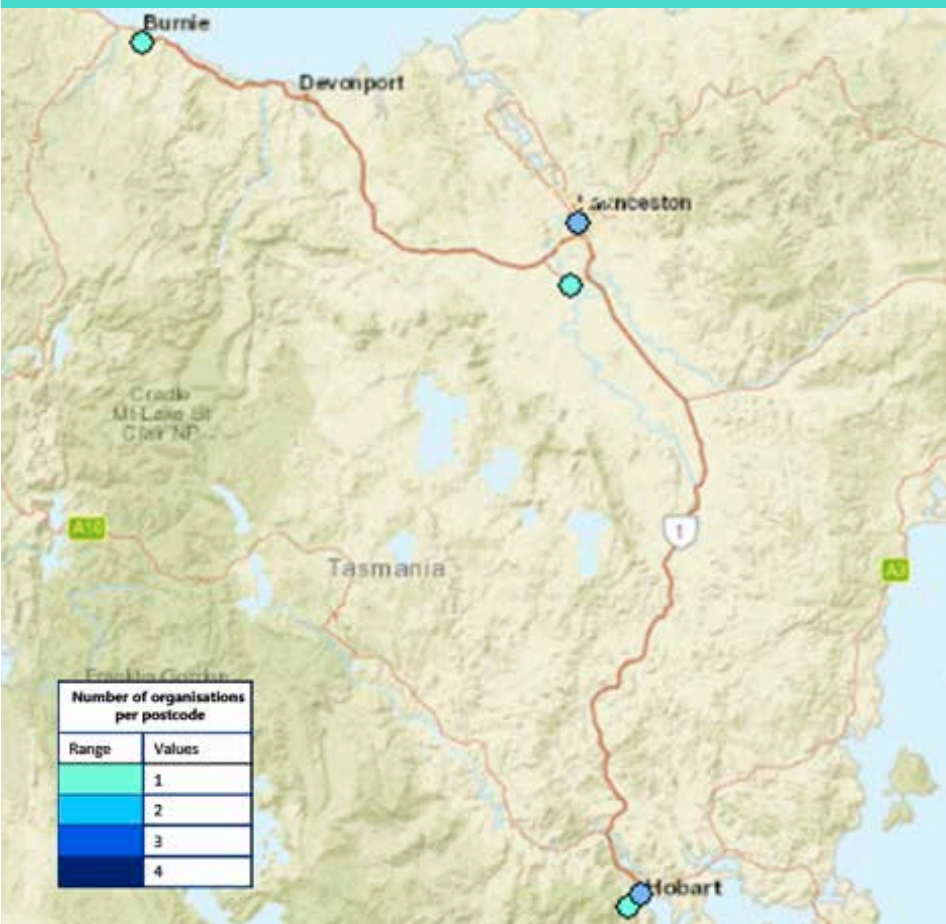 Burnie
Devonport
Cradle
Mt-Lake St
Clair NP
A10
Tasmania
1
A3
Number of organisations
per postcode
Range Values
1
2
3
4
Hobart